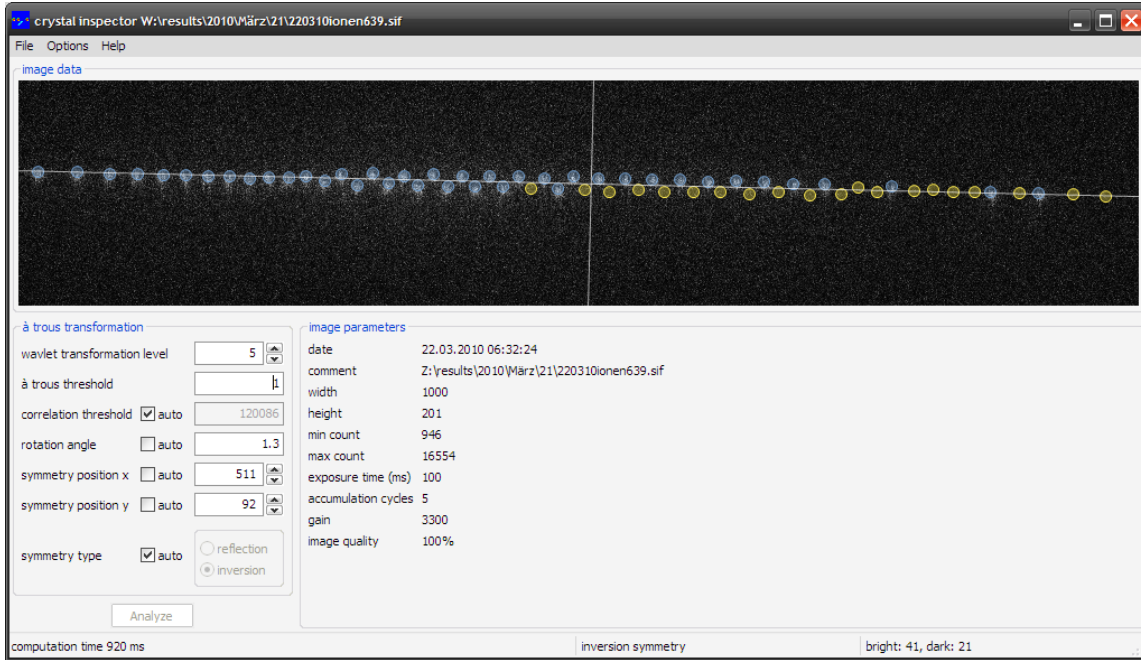 crystal inspector W:\results\2010\März\21\220310ionen639.sif
File Options Help
image data
à trous transformation
wavlet transformation level 5
à trous threshold 1
correlation threshold auto 120086
rotation angle auto 1.3
symmetry position x auto 511
symmetry position y auto 92
symmetry type auto reflection
inversion
Analyze
image parameters
date 22.03.2010 06:32:24
comment Z:\results\2010\März\21\220310ionen639.sif
width 1000
height 201
min count 946
max count 16554
exposure time (ms) 100
accumulation cycles 5
gain 3300
image quality 100%
computation time 920 ms inversion symmetry bright: 41, dark: 21